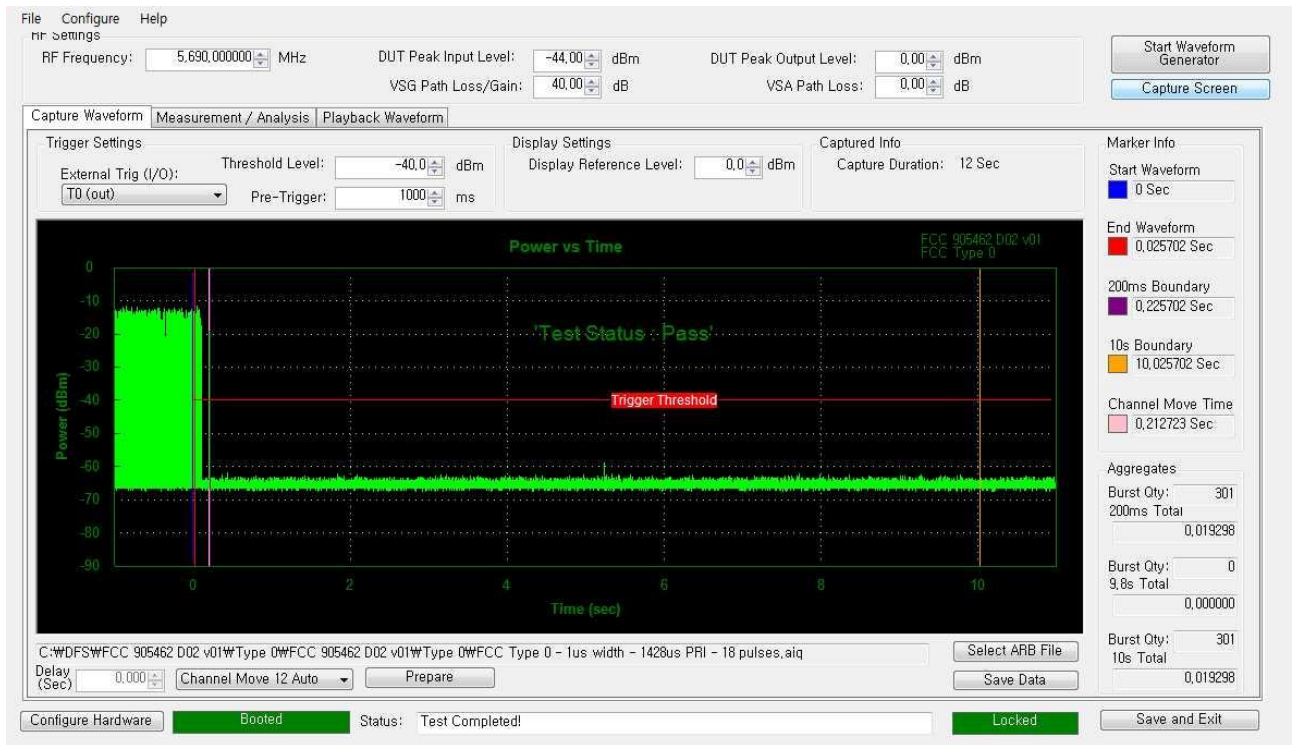 File Configure Help
RF Settings
RF Frequency: 5,690,000000 MHz DUT Peak Input Level: -44,00 dBm DUT Peak Output Level: 0,00 dBm
VSG Path Loss/Gain: 40,00 dB VSA Path Loss: 0,00 dB
Start Waveform
Generator
Capture Screen
Capture Waveform Measurement / Analysis Playback Waveform
Trigger Settings
External Trig (I/O):
T0 (out)
Threshold Level: -40,0 dBm
Pre-Trigger: 1000 ms
Display Settings
Display Reference Level: 0,0 dBm
Captured Info
Capture Duration: 12 Sec
Power vs Time
FCC 905462 D02 v01
FCC Type 0
'Test Status : Pass'
Trigger Threshold
Power (dBm)
0
-10
-20
-30
-40
-50
-60
-70
-80
-90
0 2 4 6 8 10
Time (sec)
Marker Info
Start Waveform
0 Sec
End Waveform
0,025702 Sec
200ms Boundary
0,225702 Sec
10s Boundary
10,025702 Sec
Channel Move Time
0,212723 Sec
Aggregates
Burst Qty: 301
200ms Total
0,019298
Burst Qty: 0
9,8s Total
0,000000
Burst Qty: 301
10s Total
0,019298
C:₩DFS₩FCC 905462 D02 v01₩Type 0₩FCC 905462 D02 v01₩Type 0₩FCC Type 0 - 1us width - 1428us PRI - 18 pulses,aiq
Select ARB File
Delay
(Sec) 0,000 Channel Move 12 Auto Prepare
Save Data
Configure Hardware Booted Status: Test Completed! Locked Save and Exit